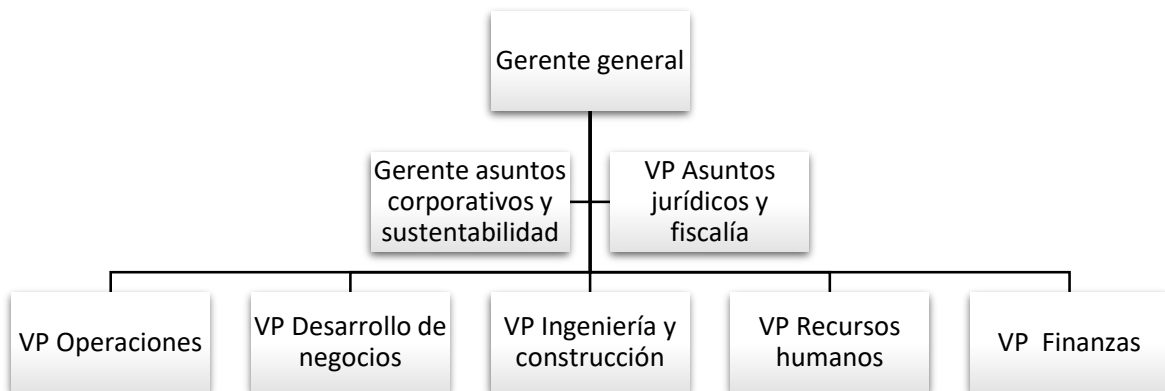 Gerente general
Gerente asuntos
corporativos y
sustentabilidad
VP Asuntos
jurídicos y
fiscalía
VP Operaciones
VP Desarrollo de
negocios
VP Ingeniería y
construcción
VP Recursos
humanos
VP  Finanzas